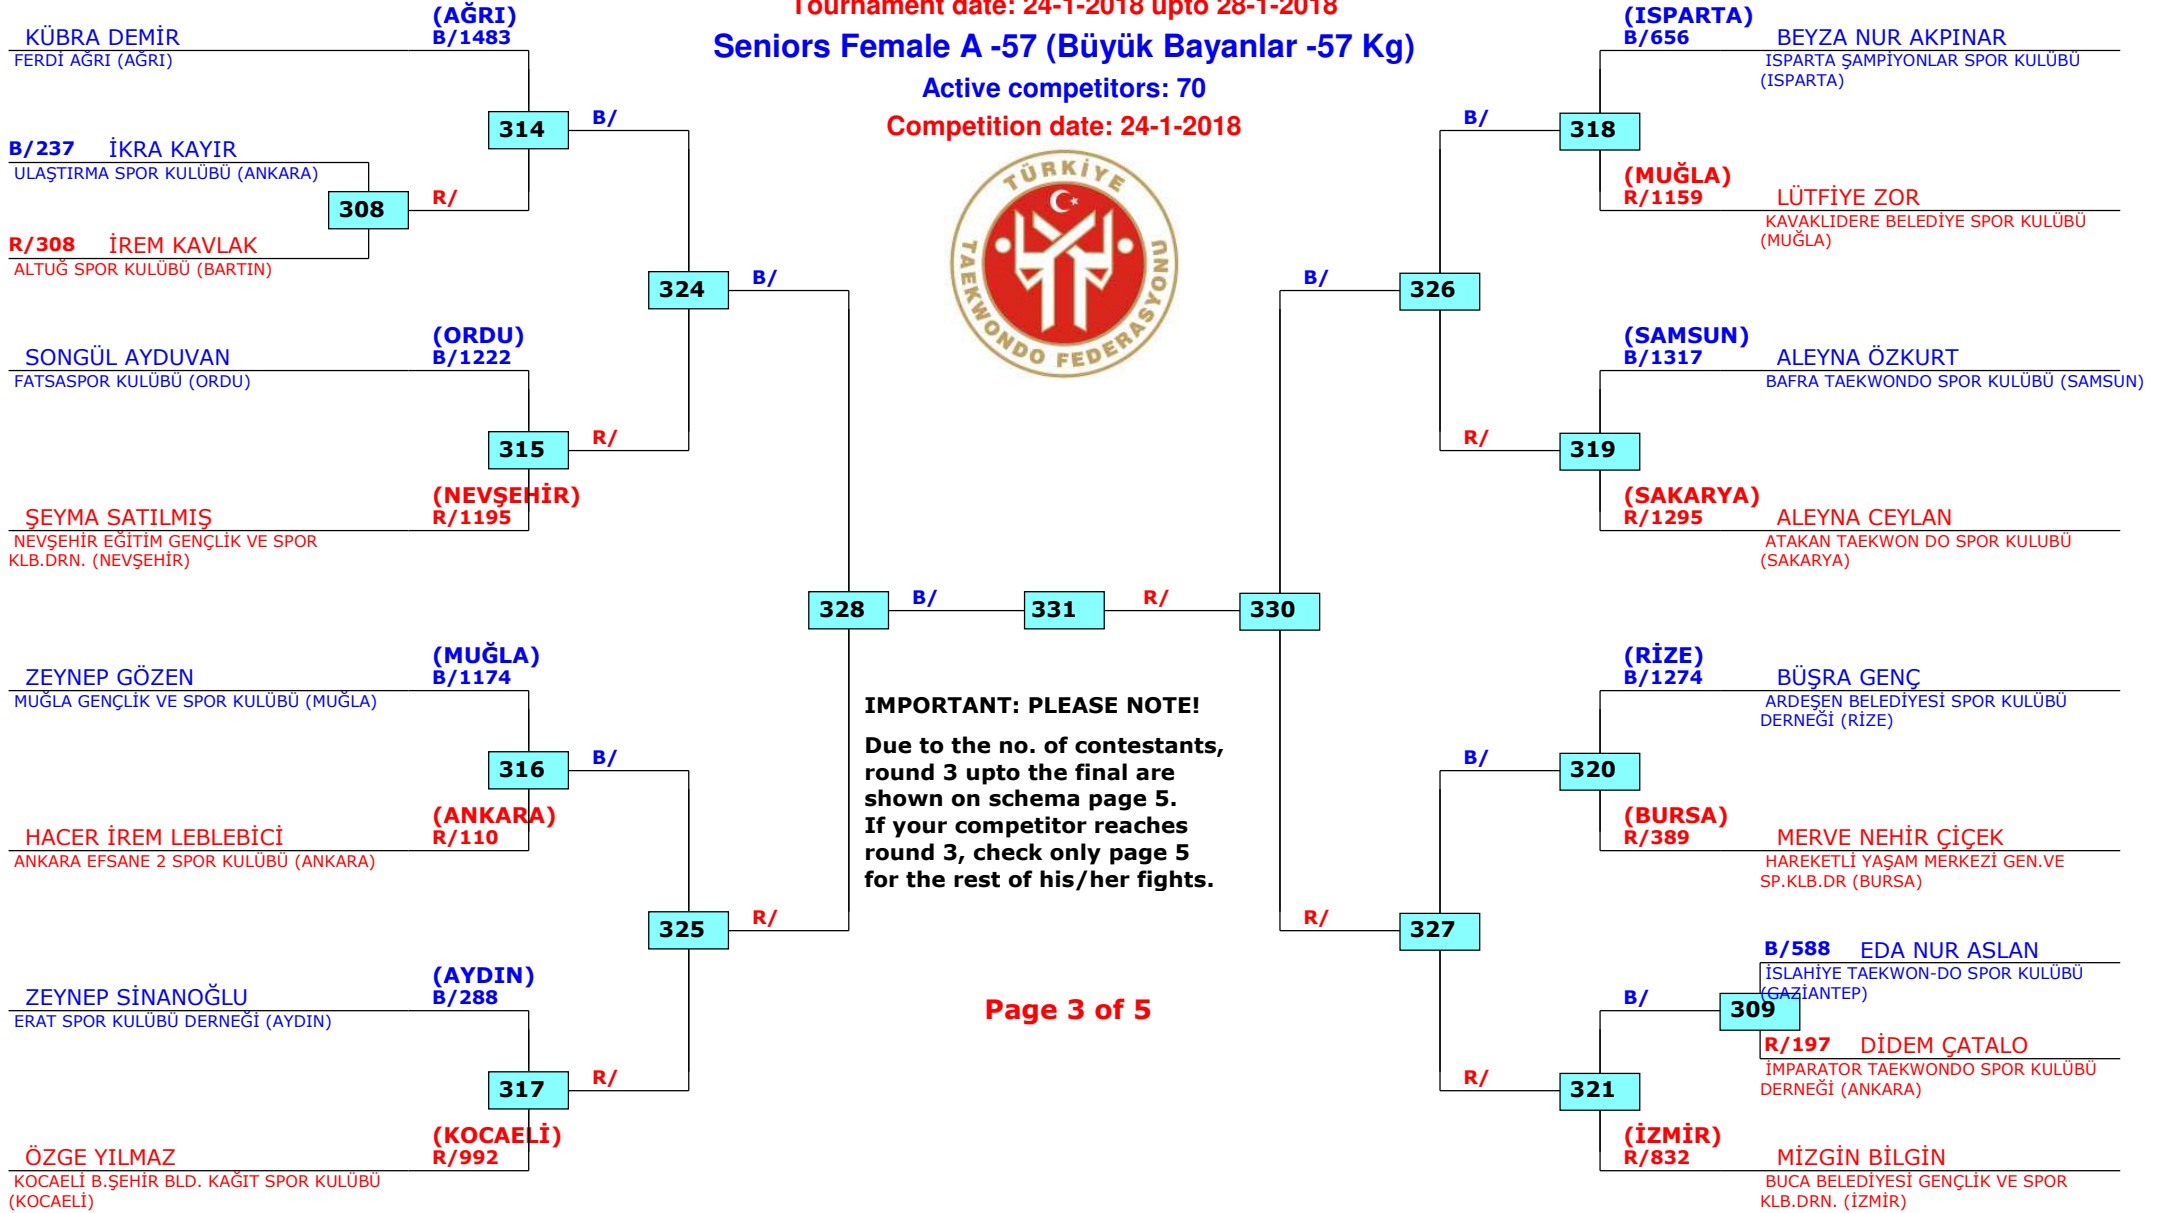 Tournament date: 24-1-2018 upto 28-1-2018
Seniors Female A -57 (Büyük Bayanlar -57 Kg)
Active competitors: 70
Competition date: 24-1-2018
TÜRKİYE
TAEKWONDO FEDERASYONU
(AĞRI)
KÜBRA DEMİR B/1483
FERDİ AĞRI (AĞRI)
314 B/
B/237 İKRA KAYIR
ULAŞTIRMA SPOR KULÜBÜ (ANKARA)
308 R/
R/308 İREM KAVLAK
ALTUĞ SPOR KULÜBÜ (BARTIN)
324 B/
(ORDU)
SONGÜL AYDUVAN B/1222
FATSASPOR KULÜBÜ (ORDU)
315 R/
(NEVŞEHİR)
ŞEYMA SATILMIŞ R/1195
NEVŞEHİR EĞİTİM GENÇLİK VE SPOR
KLB.DRN. (NEVŞEHİR)
328 B/ 331 R/ 330
(MUĞLA)
ZEYNEP GÖZEN B/1174
MUĞLA GENÇLİK VE SPOR KULÜBÜ (MUĞLA)
316 B/
(ANKARA)
HACER İREM LEBLEBİCİ R/110
ANKARA EFSANE 2 SPOR KULÜBÜ (ANKARA)
325 R/
(AYDIN)
ZEYNEP SİNANOĞLU B/288
ERAT SPOR KULÜBÜ DERNEĞİ (AYDIN)
317 R/
(KOCAELİ)
ÖZGE YILMAZ R/992
KOCAELİ B.ŞEHİR BLD. KAĞIT SPOR KULÜBÜ
(KOCAELİ)
IMPORTANT: PLEASE NOTE!
Due to the no. of contestants,
round 3 upto the final are
shown on schema page 5.
If your competitor reaches
round 3, check only page 5
for the rest of his/her fights.
Page 3 of 5
(ISPARTA)
B/656 BEYZA NUR AKPINAR
ISPARTA ŞAMPİYONLAR SPOR KULÜBÜ
(ISPARTA)
B/ 318
(MUĞLA)
R/1159 LÜTFİYE ZOR
KAVAKLIDERE BELEDİYE SPOR KULÜBÜ
(MUĞLA)
B/ 326
(SAMSUN)
B/1317 ALEYNA ÖZKURT
BAFRA TAEKWONDO SPOR KULÜBÜ (SAMSUN)
R/ 319
(SAKARYA)
R/1295 ALEYNA CEYLAN
ATAKAN TAEKWON DO SPOR KULUBÜ
(SAKARYA)
(RİZE)
B/1274 BÜŞRA GENÇ
ARDEŞEN BELEDİYESİ SPOR KULÜBÜ
DERNEĞİ (RİZE)
B/ 320
(BURSA)
R/389 MERVE NEHİR ÇİÇEK
HAREKETLİ YAŞAM MERKEZİ GEN.VE
SP.KLB.DR (BURSA)
R/ 327
B/588 EDA NUR ASLAN
İSLAHİYE TAEKWON-DO SPOR KULÜBÜ
(GAZİANTEP)
B/ 309
R/197 DİDEM ÇATALO
İMPARATOR TAEKWONDO SPOR KULÜBÜ
DERNEĞİ (ANKARA)
R/ 321
(İZMİR)
R/832 MİZGİN BİLGİN
BUCA BELEDİYESİ GENÇLİK VE SPOR
KLB.DRN. (İZMİR)